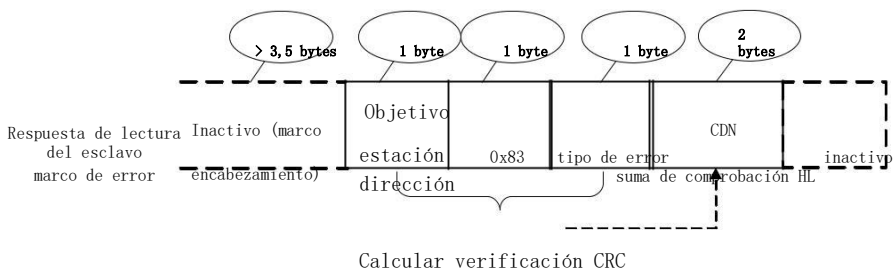 > 3,5 bytes
1 byte
1 byte
1 byte
2
bytes
Respuesta de lectura
del esclavo
marco de error
Inactivo (marco
encabezamiento)
Objetivo
estación
dirección
0x83
tipo de error
CDN
suma de comprobación HL
inactivo
Calcular verificación CRC